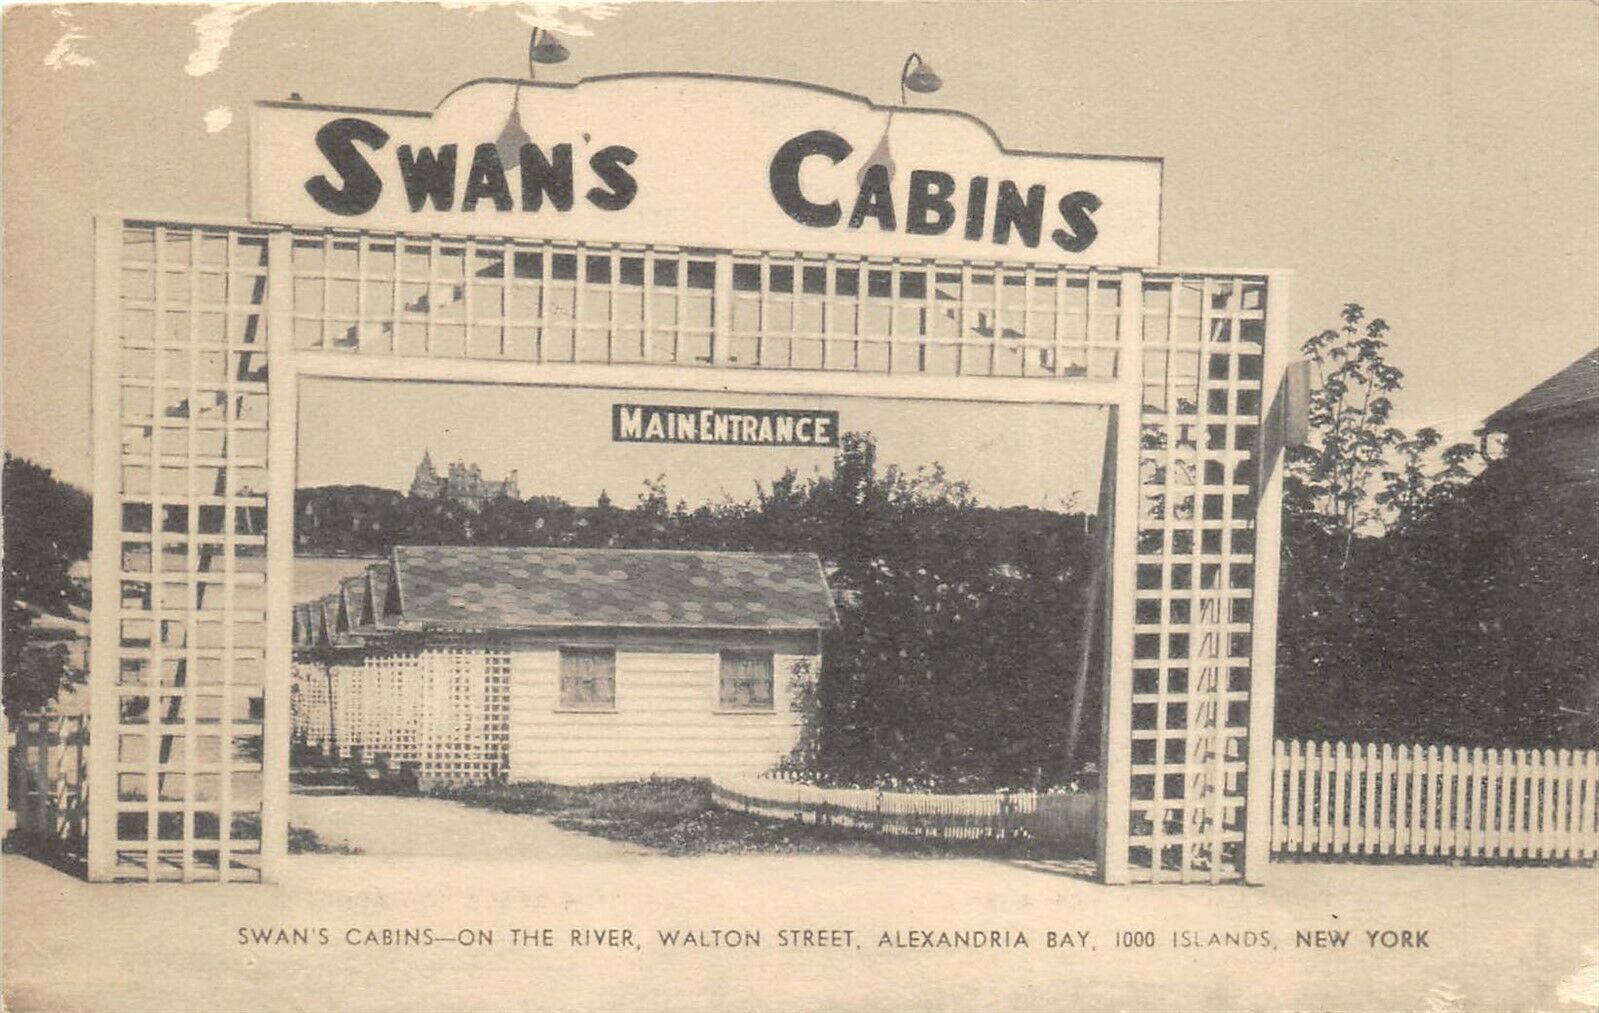 SWAN'S CABINS
MAIN ENTRANCE
SWAN'S CABINS—ON THE RIVER, WALTON STREET, ALEXANDRIA BAY, 1000 ISLANDS, NEW YORK